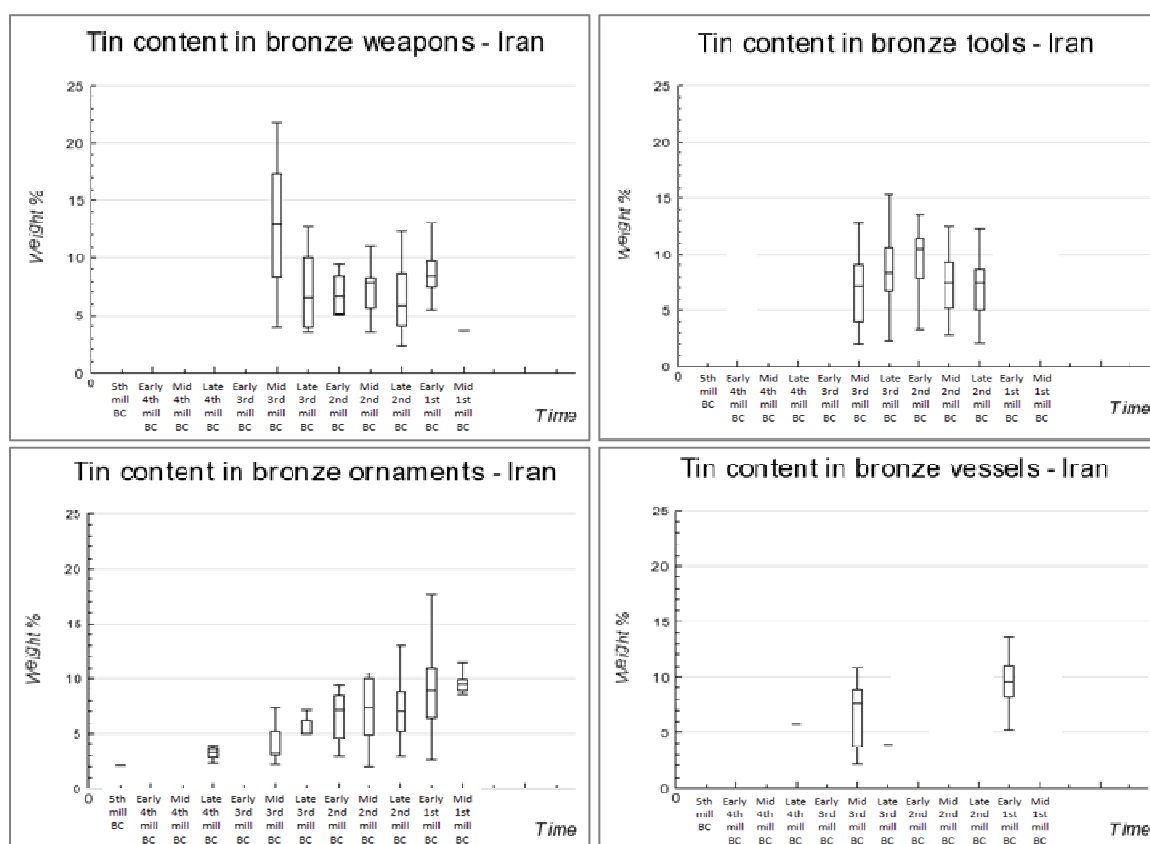 Tin content in bronze weapons - Iran
25
20
15
10
5
0
Weight %
0
5th Early Mid Late Early Mid Late Early Mid Late Early Mid
mill 4th 4th 4th 3rd 3rd 3rd 2nd 2nd 2nd 1st 1st
BC mill mill mill mill mill mill mill mill mill mill mill
BC BC BC BC BC BC BC BC BC BC BC
Time
Tin content in bronze tools - Iran
25
20
15
10
5
0
Weight %
0
5th Early Mid Late Early Mid Late Early Mid Late Early Mid
mill 4th 4th 4th 3rd 3rd 3rd 2nd 2nd 2nd 1st 1st
BC mill mill mill mill mill mill mill mill mill mill mill
BC BC BC BC BC BC BC BC BC BC BC
Time
Tin content in bronze ornaments - Iran
25
20
15
10
5
0
Weight %
0
5th Early Mid Late Early Mid Late Early Mid Late Early Mid
mill 4th 4th 4th 3rd 3rd 3rd 2nd 2nd 2nd 1st 1st
BC mill mill mill mill mill mill mill mill mill mill mill
BC BC BC BC BC BC BC BC BC BC BC
Time
Tin content in bronze vessels - Iran
25
20
15
10
5
0
Weight %
0
5th Early Mid Late Early Mid Late Early Mid Late Early Mid
mill 4th 4th 4th 3rd 3rd 3rd 2nd 2nd 2nd 1st 1st
BC mill mill mill mill mill mill mill mill mill mill mill
BC BC BC BC BC BC BC BC BC BC BC
Time